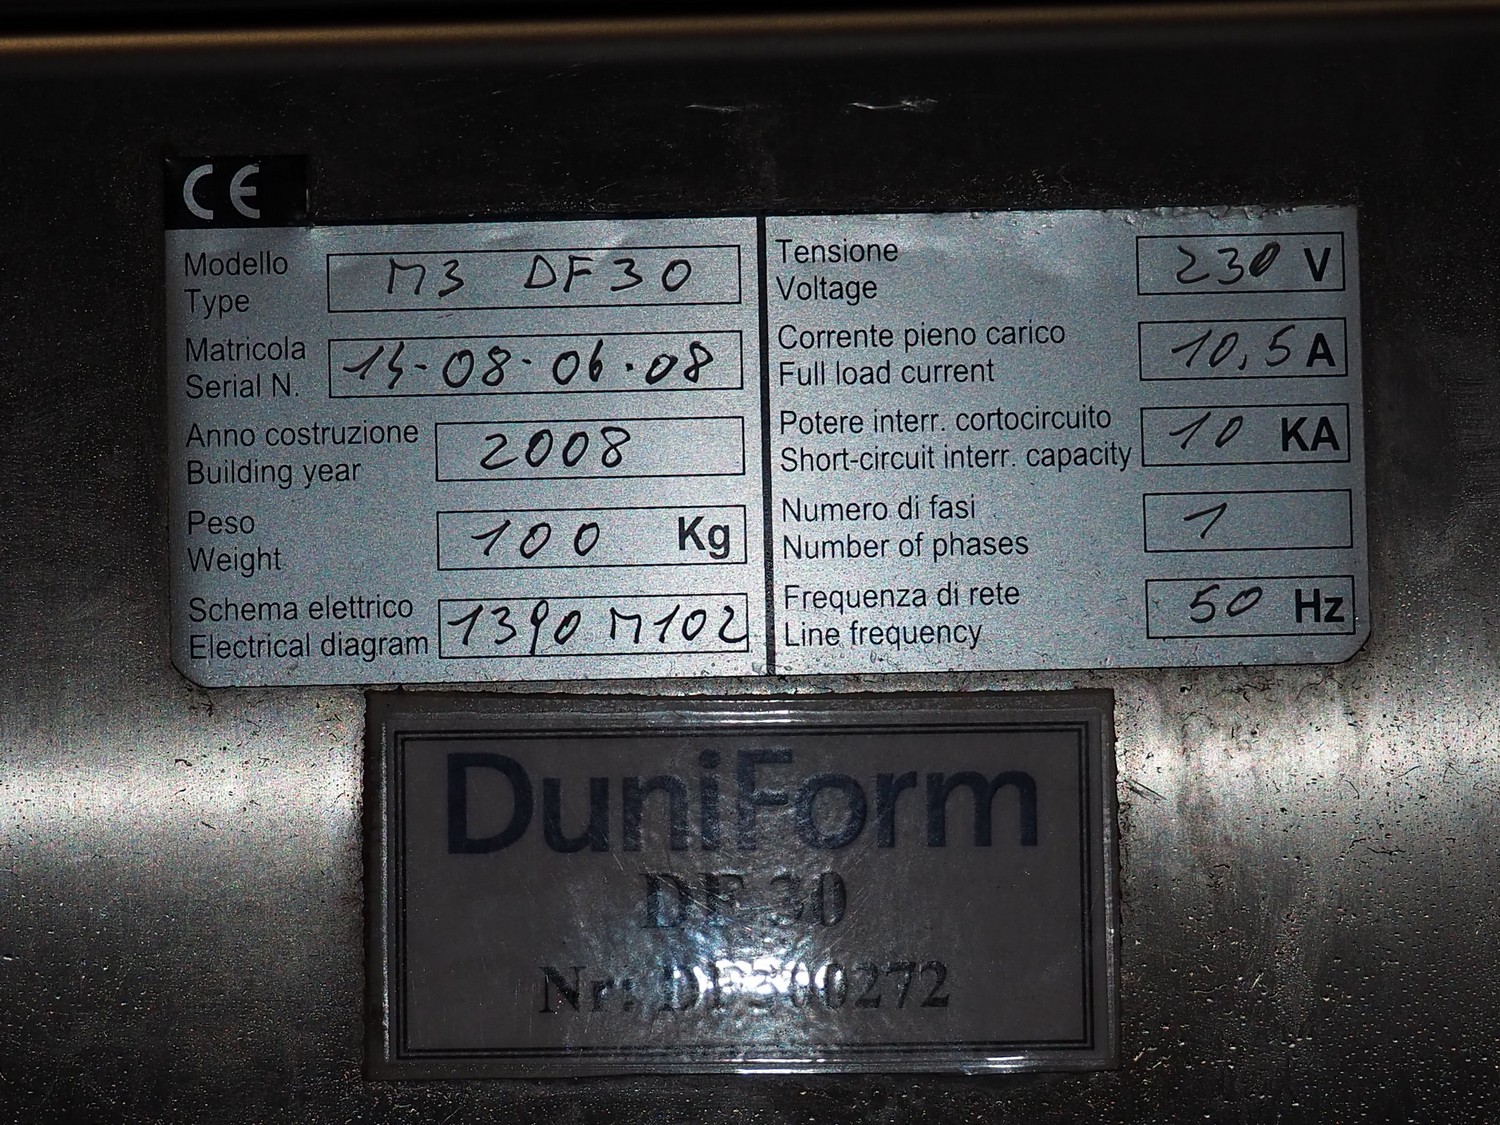 CE
Modello
Type
M3 DF30
Matricola
Serial N.
14-08-06.08
Anno costruzione
Building year
2008
Peso
Weight
100 Kg
Schema elettrico
Electrical diagram
1390 M102
Tensione
Voltage
230 V
Corrente pieno carico
Full load current
10,5 A
Potere interr. cortocircuito
Short-circuit interr. capacity
10 KA
Numero di fasi
Number of phases
1
Frequenza di rete
Line frequency
50 Hz
DuniForm
DF 30
Nr: DF300272